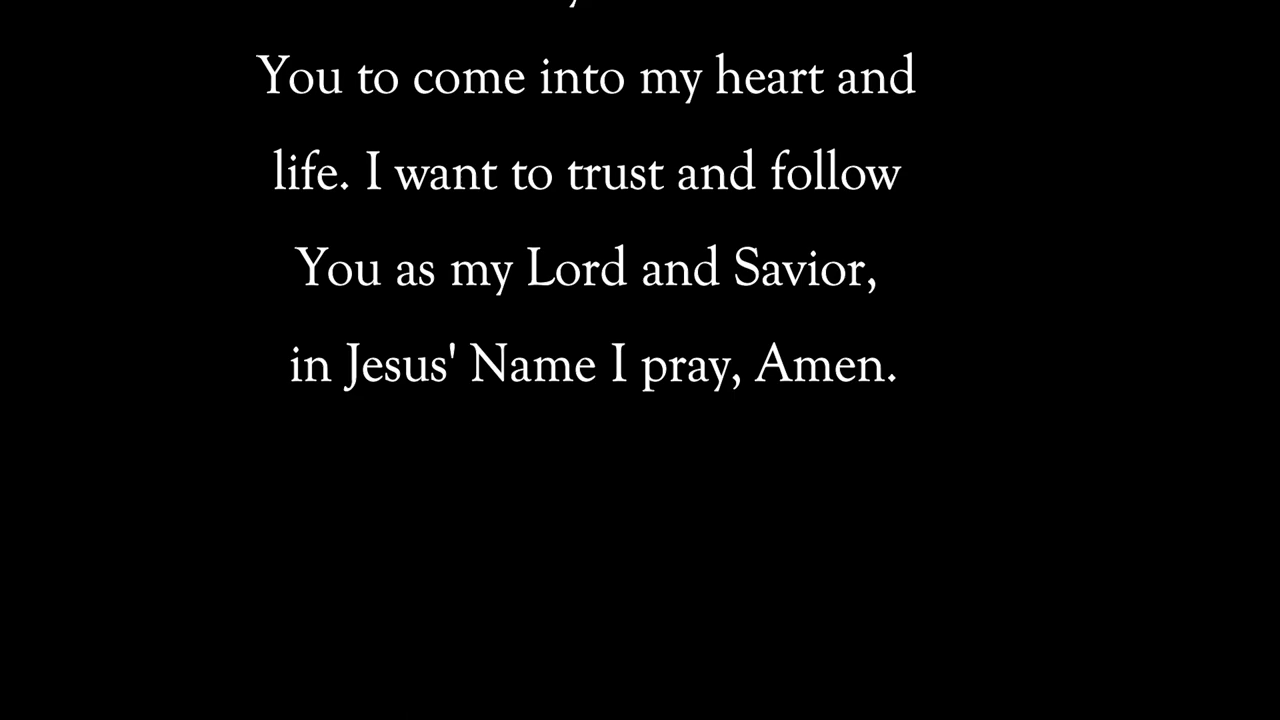 You to come into my heart and
life. I want to trust and follow
You as my Lord and Savior,
in Jesus' Name I pray, Amen.